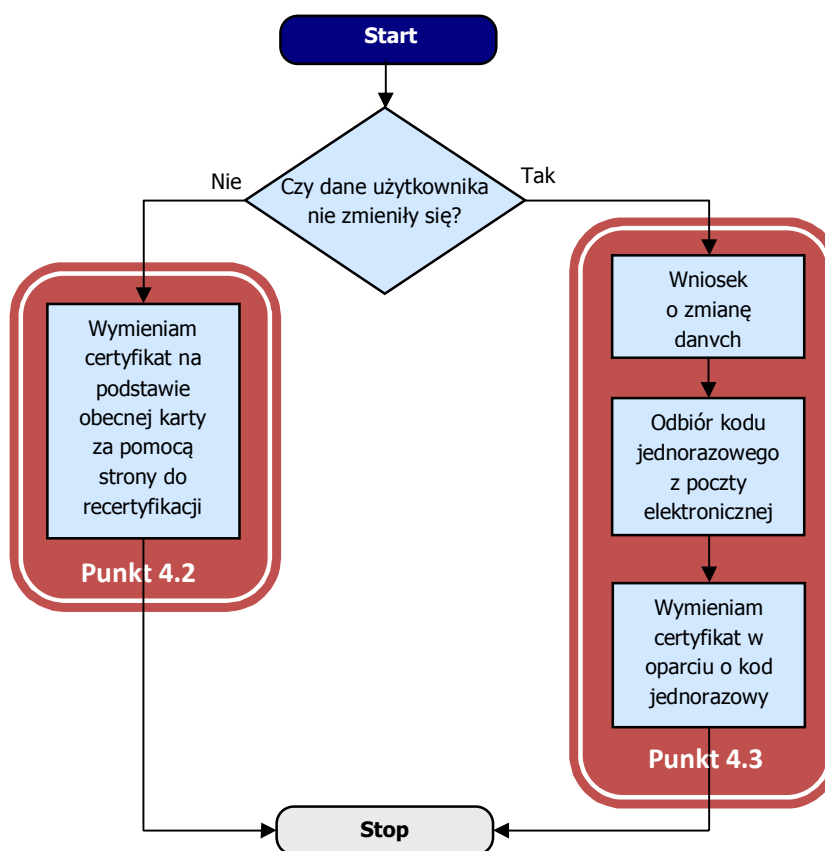 Start
Czy dane użytkownika
nie zmieniły się?
Nie
Tak
Wymieniam
certyfikat na
podstawie
obecnej karty
za pomocą
strony do
recertyfikacji
Punkt 4.2
Wniosek
o zmianę
danych
Odbiór kodu
jednorazowego
z poczty
elektronicznej
Wymieniam
certyfikat w
oparciu o kod
jednorazowy
Punkt 4.3
Stop